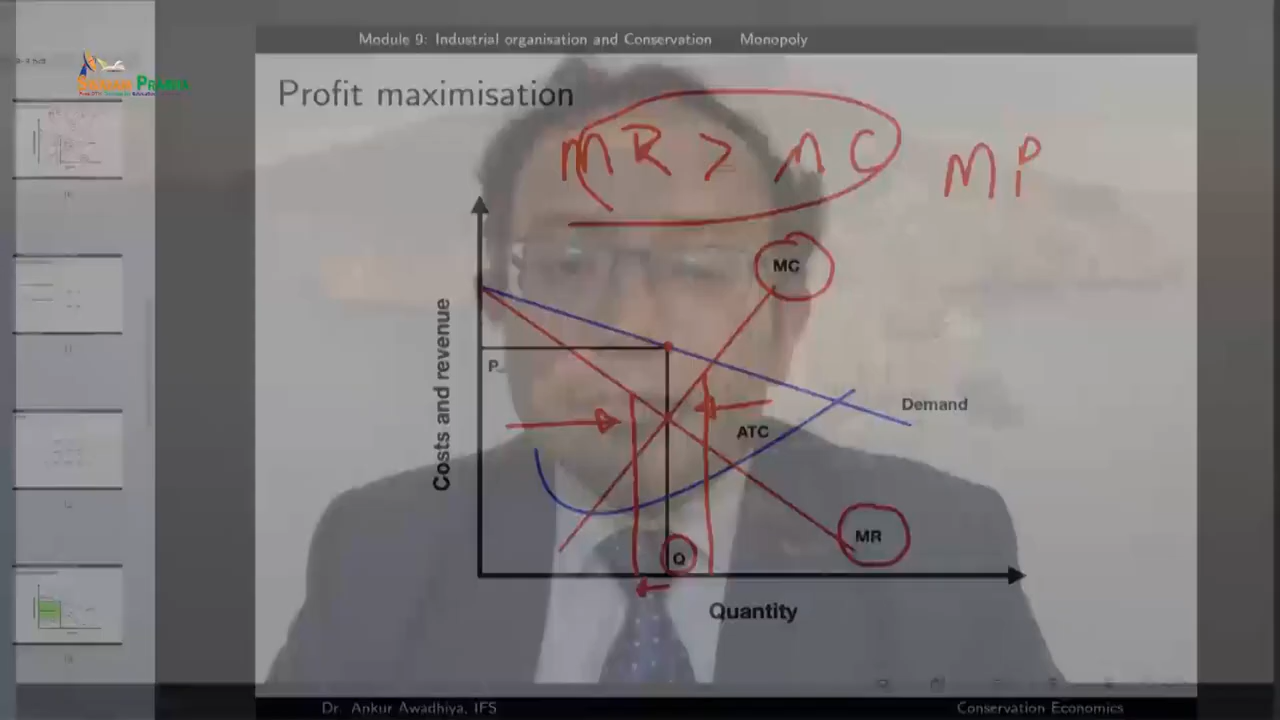 Module 9: Industrial organisation and Conservation Monopoly
Profit maximisation
MR > MC
MP
MC
Costs and revenue
P
Demand
ATC
MR
Q
Quantity
Dr. Ankur Awadhiya, IFS Conservation Economics